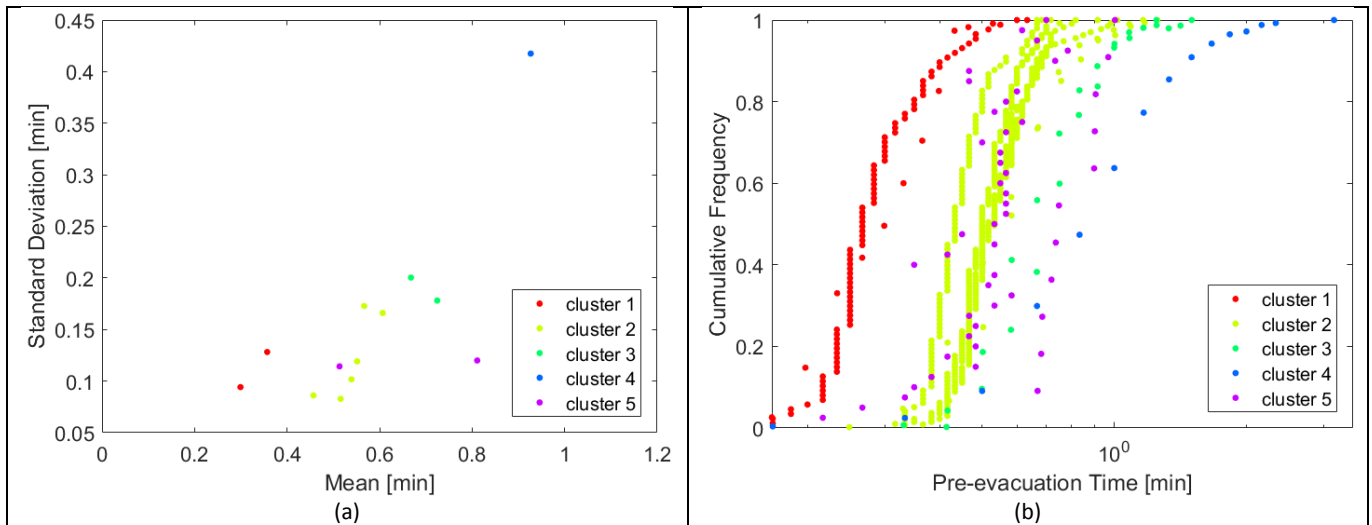 0.45
0.4
0.35
0.3
0.25
0.2
0.15
0.1
0.05
0
0.2
0.4
0.6
0.8
1
1.2
Standard Deviation [min]
Mean [min]
cluster 1
cluster 2
cluster 3
cluster 4
cluster 5
(a)
1
0.8
0.6
0.4
0.2
0
10⁰
Cumulative Frequency
Pre-evacuation Time [min]
cluster 1
cluster 2
cluster 3
cluster 4
cluster 5
(b)